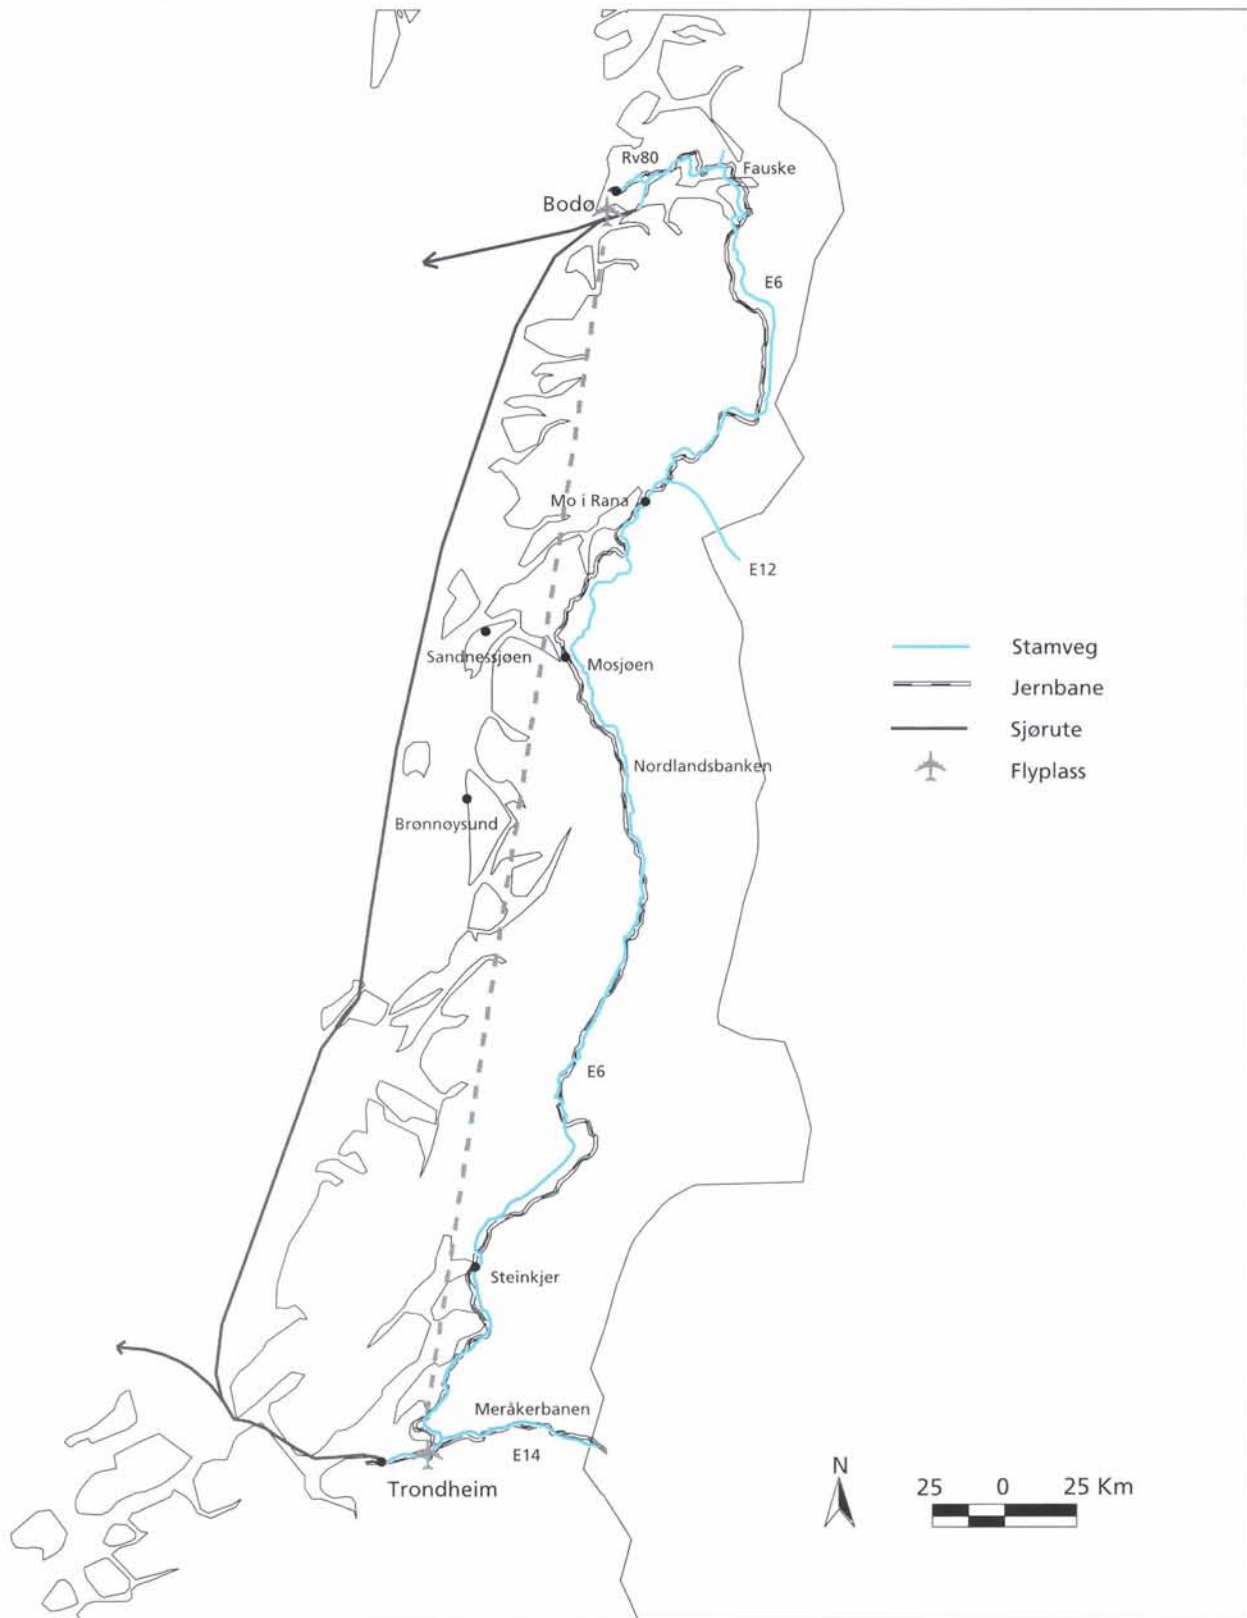 Rv80
Fauske
Bodø
E6
Mo i Rana
E12
Sandnessjøen
Mosjøen
Stamveg
Jernbane
Sjørute
Flyplass
Nordlandsbanken
Brønnøysund
E6
Steinkjer
Meråkerbanen
E14
Trondheim
N
25 0 25 Km